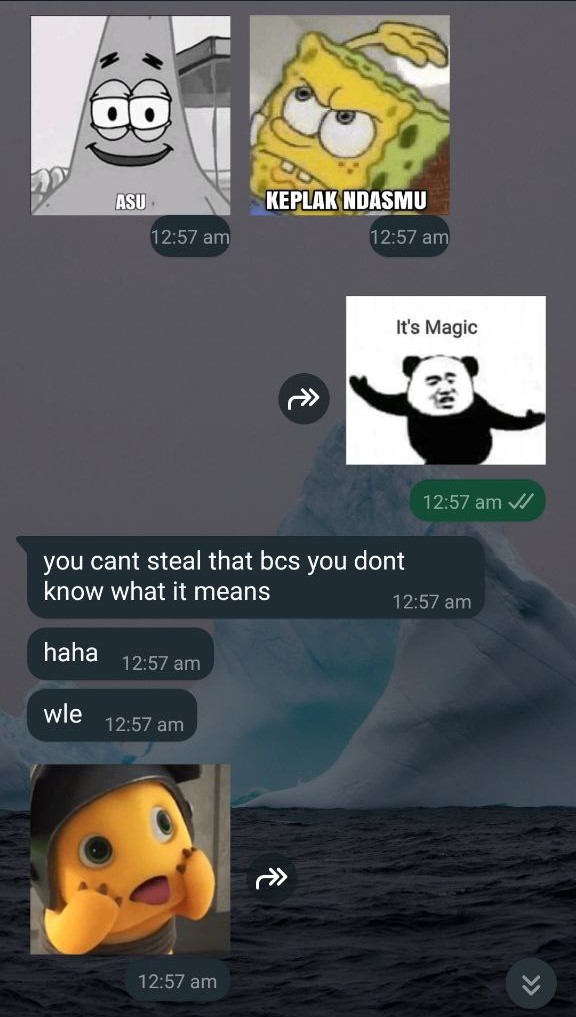 ASU
KEPLAK NDASMU
12:57 am
12:57 am
It's Magic
12:57 am
you cant steal that bcs you dont
know what it means
12:57 am
haha
12:57 am
wle
12:57 am
12:57 am